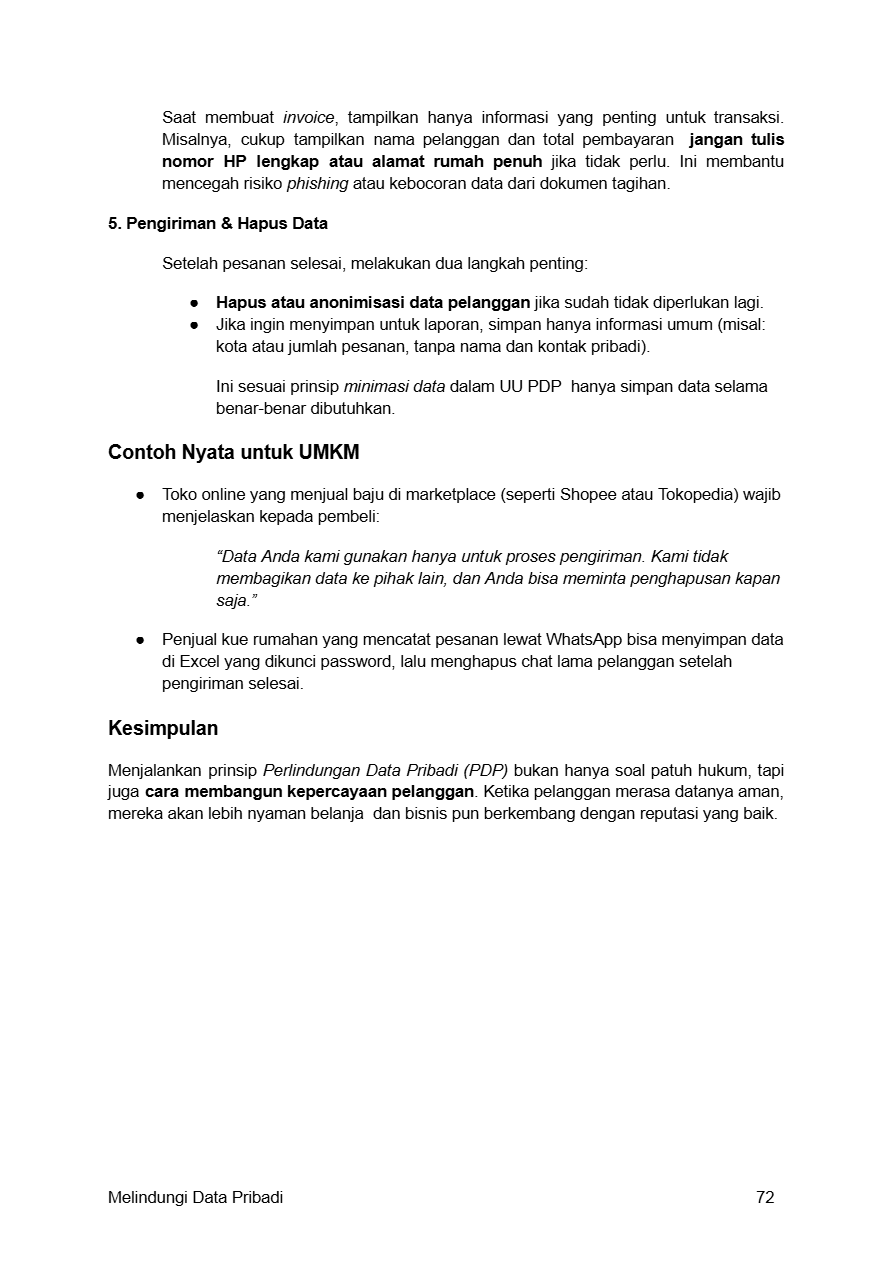 Saat membuat invoice, tampilkan hanya informasi yang penting untuk transaksi.
Misalnya, cukup tampilkan nama pelanggan dan total pembayaran  jangan tulis
nomor HP lengkap atau alamat rumah penuh jika tidak perlu. Ini membantu
mencegah risiko phishing atau kebocoran data dari dokumen tagihan.
5. Pengiriman & Hapus Data
Setelah pesanan selesai, melakukan dua langkah penting:
● Hapus atau anonimisasi data pelanggan jika sudah tidak diperlukan lagi.
● Jika ingin menyimpan untuk laporan, simpan hanya informasi umum (misal:
kota atau jumlah pesanan, tanpa nama dan kontak pribadi).
Ini sesuai prinsip minimasi data dalam UU PDP  hanya simpan data selama
benar-benar dibutuhkan.
Contoh Nyata untuk UMKM
● Toko online yang menjual baju di marketplace (seperti Shopee atau Tokopedia) wajib
menjelaskan kepada pembeli:
“Data Anda kami gunakan hanya untuk proses pengiriman. Kami tidak
membagikan data ke pihak lain, dan Anda bisa meminta penghapusan kapan
saja.”
● Penjual kue rumahan yang mencatat pesanan lewat WhatsApp bisa menyimpan data
di Excel yang dikunci password, lalu menghapus chat lama pelanggan setelah
pengiriman selesai.
Kesimpulan
Menjalankan prinsip Perlindungan Data Pribadi (PDP) bukan hanya soal patuh hukum, tapi
juga cara membangun kepercayaan pelanggan. Ketika pelanggan merasa datanya aman,
mereka akan lebih nyaman belanja  dan bisnis pun berkembang dengan reputasi yang baik.
Melindungi Data Pribadi 72